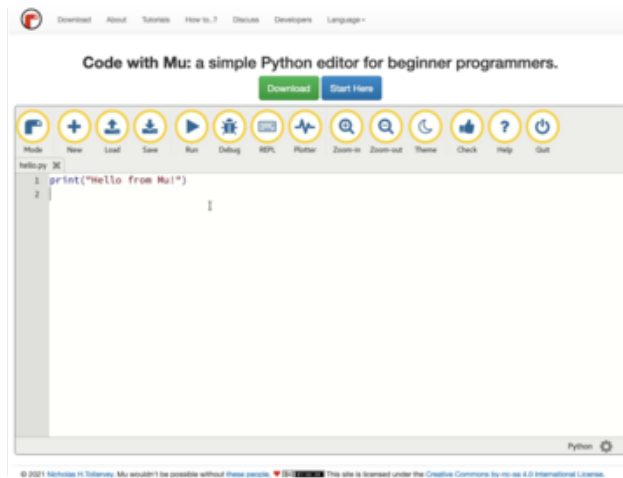 Download About Tutorials How to..? Discuss Developers Language
Code with Mu: a simple Python editor for beginner programmers.
Download Start Here
Mode New Load Save Run Debug REPL Plotter Zoom-in Zoom-out Theme Check Help Quit
hello.py
1 print("Hello from Mu!")
2
Python
© 2021 Nicholas H.Tollervey. Mu wouldn't be possible without these people. This site is licensed under the Creative Commons by-nc-sa 4.0 International License.